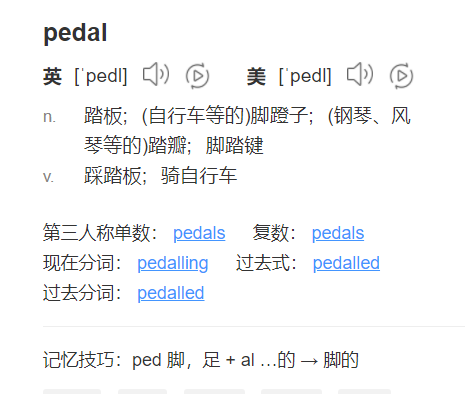 pedal
英 [ˈpedl] 美 [ˈpedl]
n. 踏板；(自行车等的)脚蹬子；(钢琴、风
琴等的)踏瓣；脚踏键
v. 踩踏板；骑自行车
第三人称单数： pedals 复数： pedals
现在分词： pedalling 过去式： pedalled
过去分词： pedalled
记忆技巧：ped 脚，足 + al …的 → 脚的